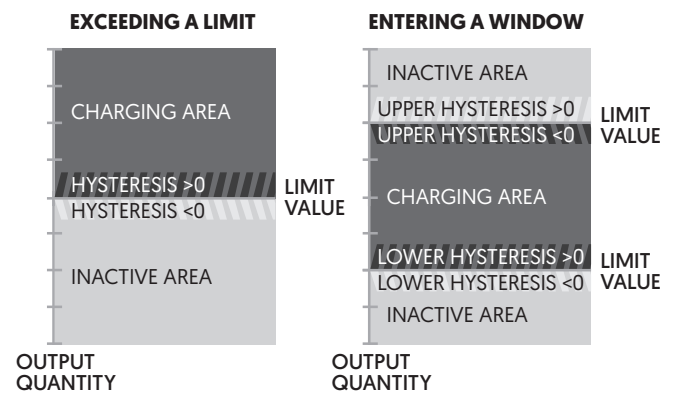 EXCEEDING A LIMIT
CHARGING AREA
HYSTERESIS >0
HYSTERESIS <0
LIMIT
VALUE
INACTIVE AREA
OUTPUT
QUANTITY
ENTERING A WINDOW
INACTIVE AREA
UPPER HYSTERESIS >0
UPPER HYSTERESIS <0
LIMIT
VALUE
CHARGING AREA
LOWER HYSTERESIS >0
LOWER HYSTERESIS <0
LIMIT
VALUE
INACTIVE AREA
OUTPUT
QUANTITY